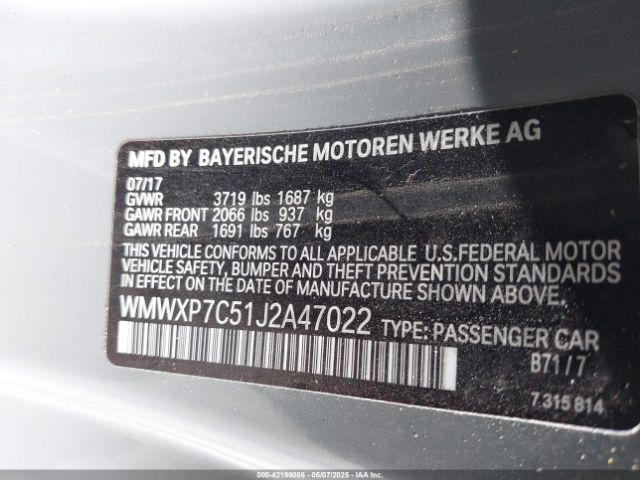 MFD BY BAYERISCHE MOTOREN WERKE AG
07/17
GVWR 3719 lbs 1687 kg
GAWR FRONT 2066 lbs 937 kg
GAWR REAR 1691 lbs 767 kg
THIS VEHICLE CONFORMS TO ALL APPLICABLE U.S.FEDERAL MOTOR
VEHICLE SAFETY, BUMPER AND THEFT PREVENTION STANDARDS
IN EFFECT ON THE DATE OF MANUFACTURE SHOWN ABOVE.
WMWXP7C51J2A47022 TYPE: PASSENGER CAR
B71/7
7 315 814
000-42199086 - 05/07/2025 - IAA Inc.